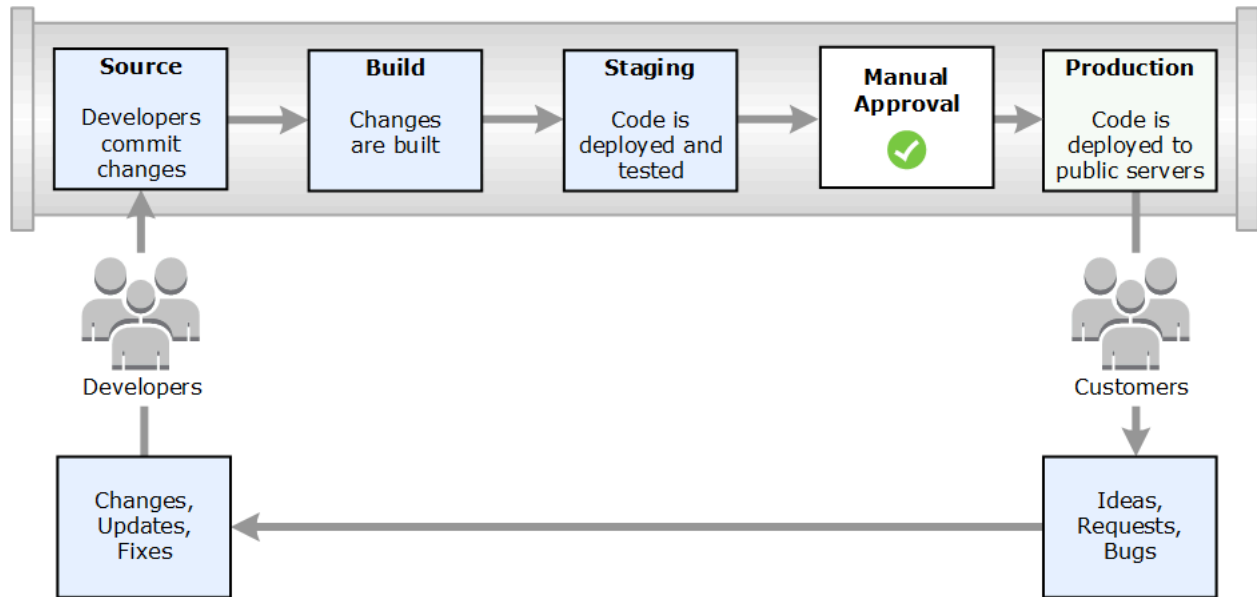 Source
Developers
commit
changes
Build
Changes
are built
Staging
Code is
deployed and
tested
Manual
Approval
Production
Code is
deployed to
public servers
Developers
Customers
Changes,
Updates,
Fixes
Ideas,
Requests,
Bugs